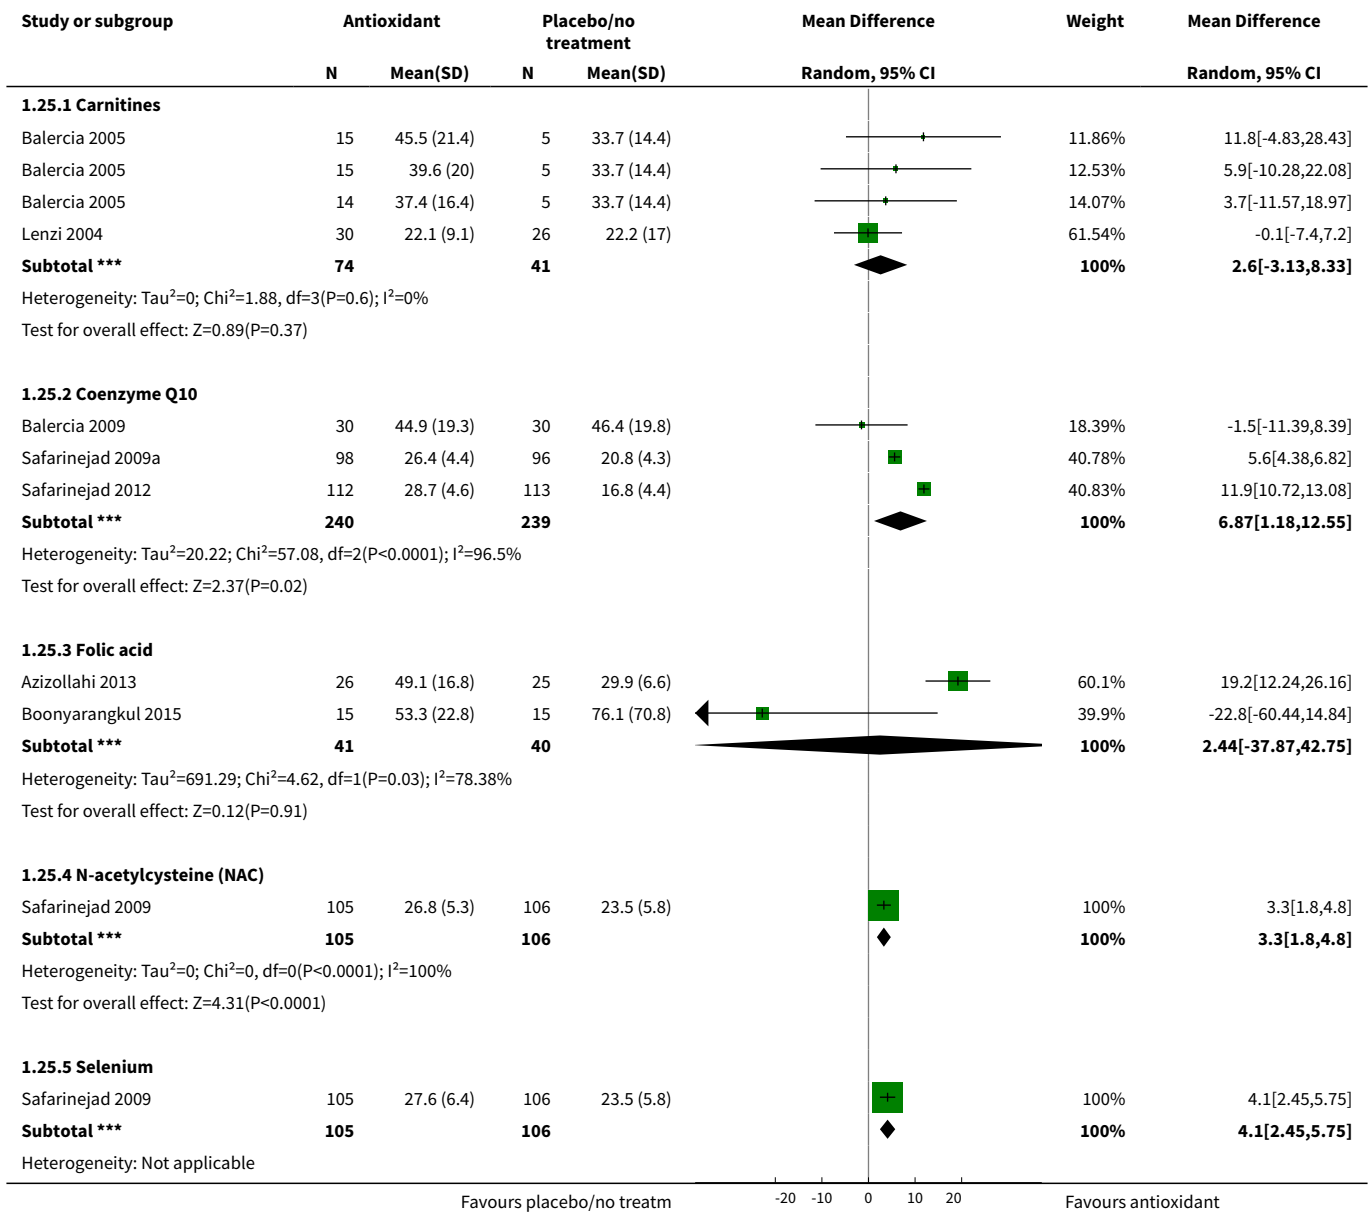 Study or subgroup Antioxidant Placebo/no treatment Mean Difference Weight Mean Difference
N Mean(SD) N Mean(SD) Random, 95% CI Random, 95% CI
1.25.1 Carnitines
Balercia 2005 15 45.5 (21.4) 5 33.7 (14.4) 11.86% 11.8[-4.83,28.43]
Balercia 2005 15 39.6 (20) 5 33.7 (14.4) 12.53% 5.9[-10.28,22.08]
Balercia 2005 14 37.4 (16.4) 5 33.7 (14.4) 14.07% 3.7[-11.57,18.97]
Lenzi 2004 30 22.1 (9.1) 26 22.2 (17) 61.54% -0.1[-7.4,7.2]
Subtotal *** 74 41 100% 2.6[-3.13,8.33]
Heterogeneity: Tau²=0; Chi²=1.88, df=3(P=0.6); I²=0%
Test for overall effect: Z=0.89(P=0.37)
1.25.2 Coenzyme Q10
Balercia 2009 30 44.9 (19.3) 30 46.4 (19.8) 18.39% -1.5[-11.39,8.39]
Safarinejad 2009a 98 26.4 (4.4) 96 20.8 (4.3) 40.78% 5.6[4.38,6.82]
Safarinejad 2012 112 28.7 (4.6) 113 16.8 (4.4) 40.83% 11.9[10.72,13.08]
Subtotal *** 240 239 100% 6.87[1.18,12.55]
Heterogeneity: Tau²=20.22; Chi²=57.08, df=2(P<0.0001); I²=96.5%
Test for overall effect: Z=2.37(P=0.02)
1.25.3 Folic acid
Azizollahi 2013 26 49.1 (16.8) 25 29.9 (6.6) 60.1% 19.2[12.24,26.16]
Boonyarangkul 2015 15 53.3 (22.8) 15 76.1 (70.8) 39.9% -22.8[-60.44,14.84]
Subtotal *** 41 40 100% 2.44[-37.87,42.75]
Heterogeneity: Tau²=691.29; Chi²=4.62, df=1(P=0.03); I²=78.38%
Test for overall effect: Z=0.12(P=0.91)
1.25.4 N-acetylcysteine (NAC)
Safarinejad 2009 105 26.8 (5.3) 106 23.5 (5.8) 100% 3.3[1.8,4.8]
Subtotal *** 105 106 100% 3.3[1.8,4.8]
Heterogeneity: Tau²=0; Chi²=0, df=0(P<0.0001); I²=100%
Test for overall effect: Z=4.31(P<0.0001)
1.25.5 Selenium
Safarinejad 2009 105 27.6 (6.4) 106 23.5 (5.8) 100% 4.1[2.45,5.75]
Subtotal *** 105 106 100% 4.1[2.45,5.75]
Heterogeneity: Not applicable
Favours placebo/no treatm -20 -10 0 10 20 Favours antioxidant